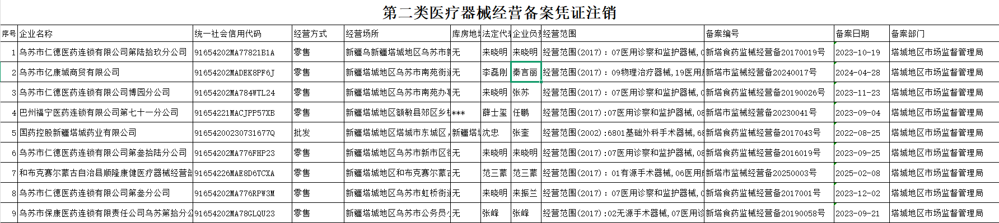 第二类医疗器械经营备案凭证注销
序号 企业名称 统一社会信用代码 经营方式 经营场所 库房地 法定代 企业负 经营范围 备案编号 备案日期 备案部门
1 乌苏市仁德医药连锁有限公司第陆拾玖分公司 91654202MA77821B1A 零售 新疆乌新疆塔城地区乌苏市新 无 来晓明 来晓明 经营范围(2017)：07医用诊察和监护器械, 新塔食药监械经营备20170019号 2023-10-19 塔城地区市场监督管理局
2 乌苏市亿康城商贸有限公司 91654202MADEK8PF6J 零售 新疆塔城地区乌苏市南苑街道 无 李磊刚 秦言丽 经营范围(2017)：09物理治疗器械,19医用 新塔市监械经营备20240017号 2024-04-28 塔城地区市场监督管理局
3 乌苏市仁德医药连锁有限公司博园分公司 91654202MA784WTL24 零售 新疆塔城地区乌苏市南苑办事 无 来晓明 张苏 经营范围(2017)：07医用诊察和监护器械, 新塔食药监械经营备20190026号 2023-11-23 塔城地区市场监督管理局
4 巴州福宁医药连锁有限公司第七十一分公司 91654221MACJPP57XB 零售 新疆塔城地区额敏县郊区乡 *** 薛士玺 任鹏 经营范围(2017):07医用诊察和监护器械,08 新塔市监械经营备20230041号 2023-09-04 塔城地区市场监督管理局
5 国药控股新疆塔城药业有限公司 91654200230731677Q 批发 新疆塔城地区塔城市东城区, 新疆塔城 沈忠 张奎 经营范围(2002):6801基础外科手术器械,68 新塔食药监械经营备2017043号 2022-08-25 塔城地区市场监督管理局
6 乌苏市仁德医药连锁有限公司第叁拾陆分公司 91654202MA776FHP23 零售 新疆塔城地区乌苏市新市区街 无 来晓明 来晓明 经营范围(2017):07医用诊察和监护器械,08 新塔食药监械经营备2016019号 2023-09-25 塔城地区市场监督管理局
7 和布克赛尔蒙古自治县顺隆康健医疗器械经营部 91654226MAE8D6TCXA 零售 新疆塔城地区和布克赛尔蒙古 无 范三蒙 范三蒙 经营范围(2017)：01有源手术器械,06医用 新塔市监械经营备20250003号 2025-02-08 塔城地区市场监督管理局
8 乌苏市仁德医药连锁有限公司第叁分公司 91654202MA776RPW3M 零售 新疆塔城地区乌苏市虹桥街道 无 来晓明 来振兰 经营范围(2017)：07医用诊察和监护器械, 新塔食药监械经营备2017001号 2023-12-02 塔城地区市场监督管理局
9 乌苏市保康医药连锁有限责任公司乌苏第拾分公 91654202MA78GLQU23 零售 新疆塔城地区乌苏市公务员小 无 张峰 张峰 经营范围(2017):02无源手术器械,07医用诊 新塔食药监械经营备20190058号 2023-09-21 塔城地区市场监督管理局